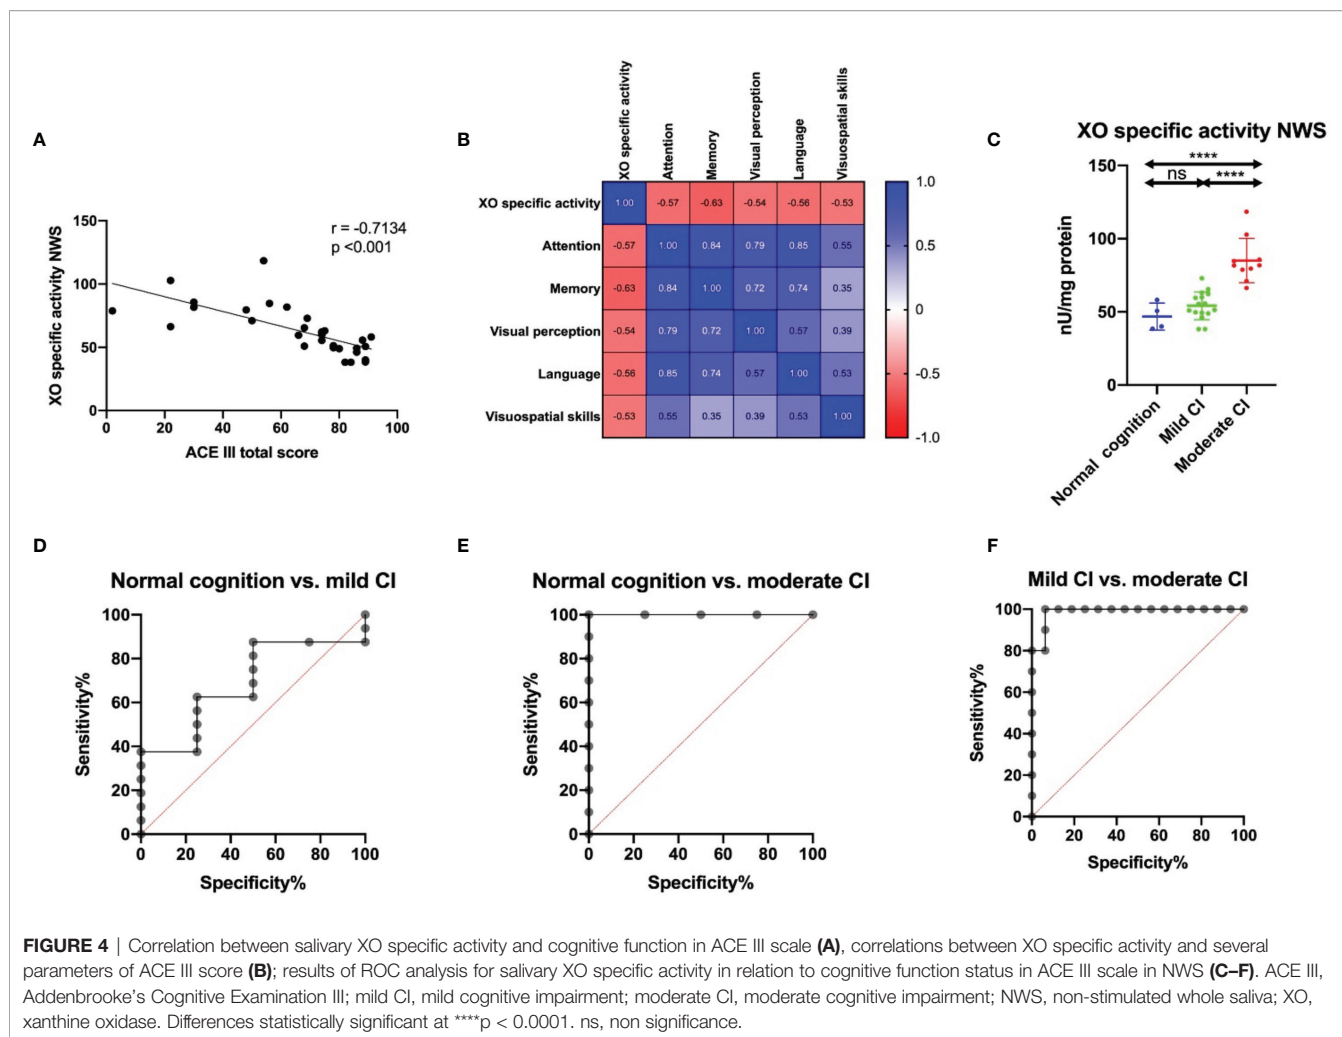 A
r = -0.7134
p <0.001
XO specific activity NWS
150
100
50
0
0 20 40 60 80 100
ACE III total score
B
XO specific activity
Attention
Memory
Visual perception
Language
Visuospatial skills
XO specific activity 1.00 -0.57 -0.63 -0.54 -0.56 -0.53
Attention -0.57 1.00 0.84 0.79 0.85 0.55
Memory -0.63 0.84 1.00 0.72 0.74 0.35
Visual perception -0.54 0.79 0.72 1.00 0.57 0.39
Language -0.56 0.85 0.74 0.57 1.00 0.53
Visuospatial skills -0.53 0.55 0.35 0.39 0.53 1.00
1.0
0.5
0
-0.5
-1.0
C
XO specific activity NWS
****
ns ****
nU/mg protein
150
100
50
0
Normal cognition
Mild CI
Moderate CI
D
Normal cognition vs. mild CI
Sensitivity%
100
80
60
40
20
0
0 20 40 60 80 100
Specificity%
E
Normal cognition vs. moderate CI
Sensitivity%
100
80
60
40
20
0
0 20 40 60 80 100
Specificity%
F
Mild CI vs. moderate CI
Sensitivity%
100
80
60
40
20
0
0 20 40 60 80 100
Specificity%
FIGURE 4 | Correlation between salivary XO specific activity and cognitive function in ACE III scale (A), correlations between XO specific activity and several
parameters of ACE III score (B); results of ROC analysis for salivary XO specific activity in relation to cognitive function status in ACE III scale in NWS (C–F). ACE III,
Addenbrooke's Cognitive Examination III; mild CI, mild cognitive impairment; moderate CI, moderate cognitive impairment; NWS, non-stimulated whole saliva; XO,
xanthine oxidase. Differences statistically significant at ****p < 0.0001. ns, non significance.